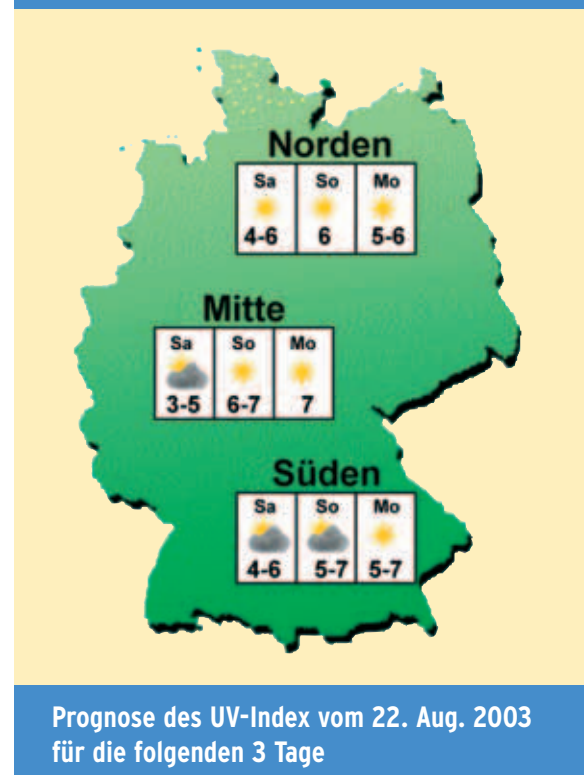 Norden
Sa So Mo
4-6 6 5-6
Mitte
Sa So Mo
3-5 6-7 7
Süden
Sa So Mo
4-6 5-7 5-7
Prognose des UV-Index vom 22. Aug. 2003
für die folgenden 3 Tage